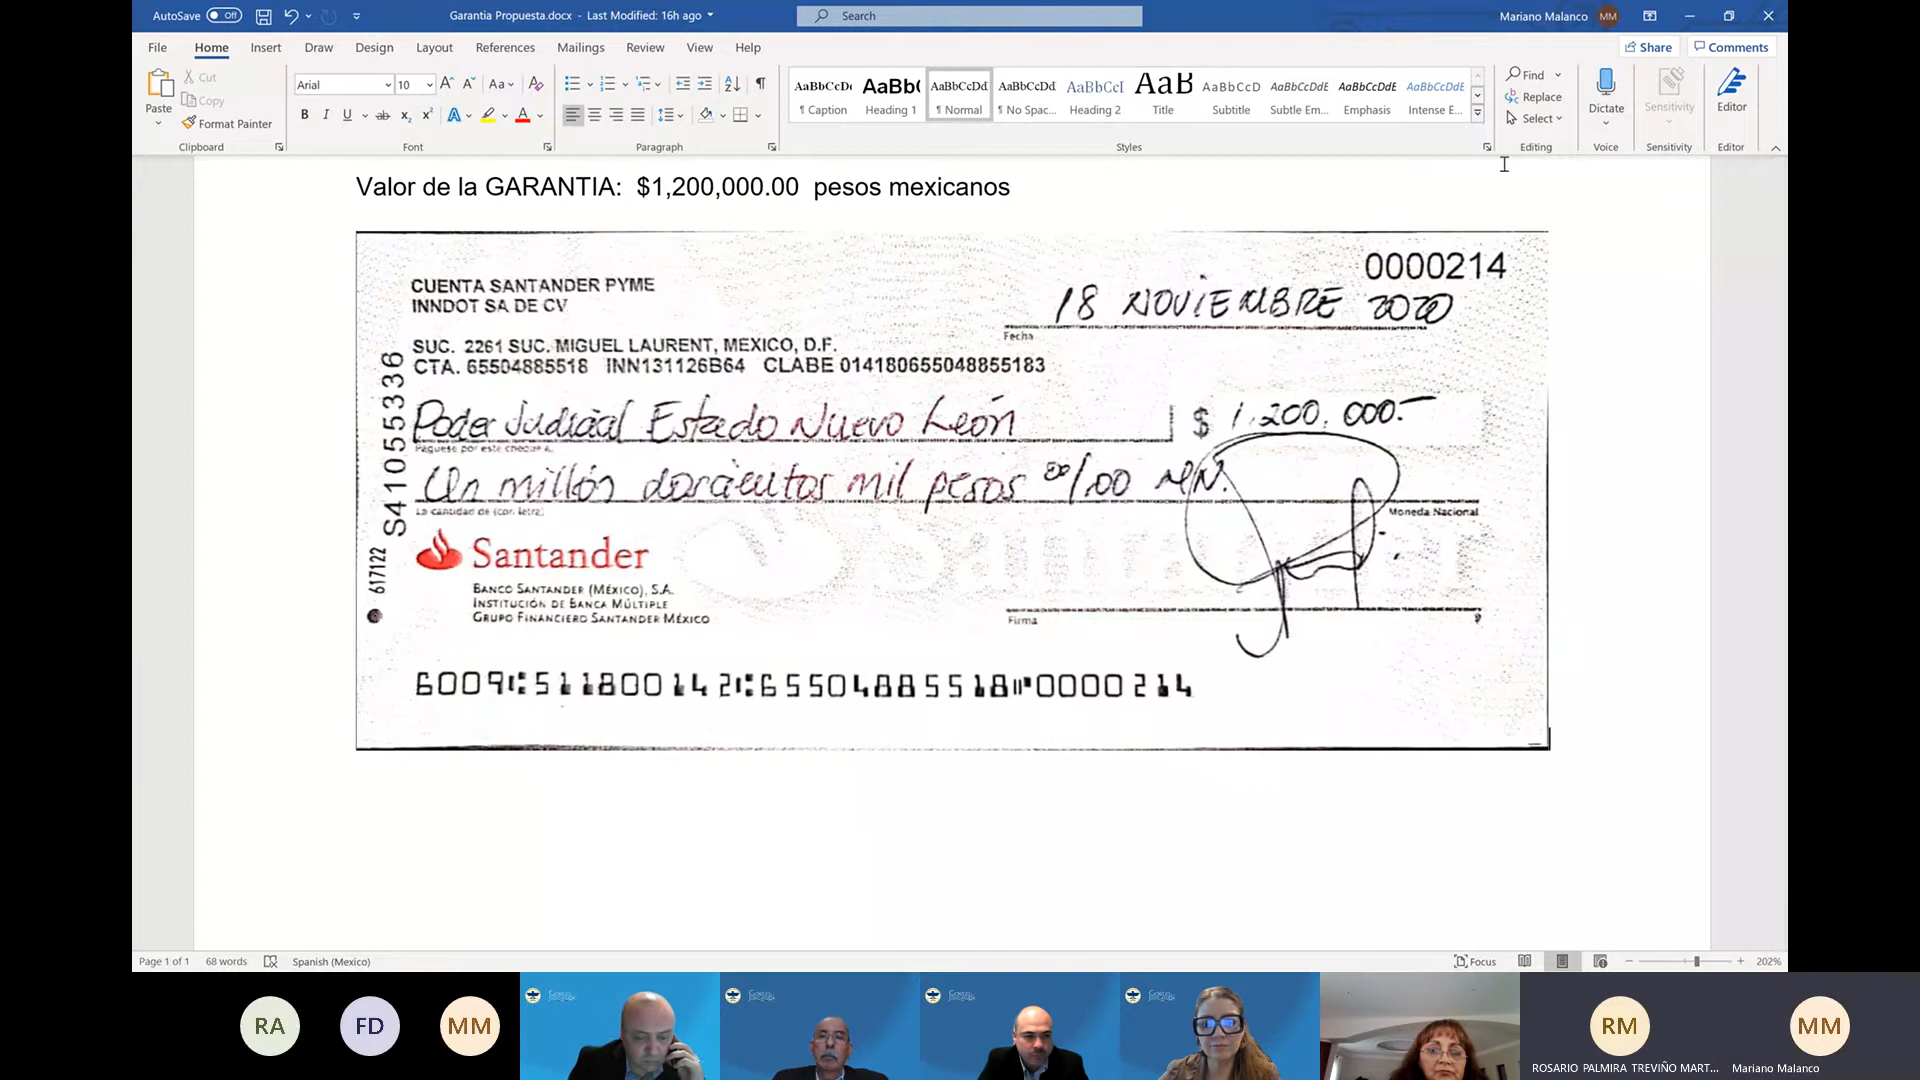 AutoSave Off Garantia Propuesta.docx - Last Modified: 16h ago Search Mariano Malanco MM
File Home Insert Draw Design Layout References Mailings Review View Help Share Comments
Paste Cut Copy Format Painter
Arial 10
AaBbCcDc AaBb( AaBbCcDd AaBbCcDd AaBbCcI AaB AaBbCcD AaBbCcDdE AaBbCcDdE AaBbCcDdE
¶ Caption Heading 1 ¶ Normal ¶ No Spac... Heading 2 Title Subtitle Subtle Em... Emphasis Intense E...
Find Replace Select
Dictate Sensitivity Editor
Clipboard Font Paragraph Styles Editing Voice Sensitivity Editor
Valor de la GARANTIA: $1,200,000.00 pesos mexicanos
0000214
CUENTA SANTANDER PYME
INNDOT SA DE CV
18 NOVIEMBRE 2020
Fecha
SUC. 2261 SUC. MIGUEL LAURENT, MEXICO, D.F.
CTA. 65504885518 INN131126B64 CLABE 014180655048855183
Poder Judicial Estado Nuevo León $ 1,200,000.-
Páguese por este cheque a:
Un millón doscientos mil pesos 00/00 M.N.
La cantidad de (con letra) Moneda Nacional
617122 S41055336
Santander
BANCO SANTANDER (MÉXICO), S.A.
INSTITUCIÓN DE BANCA MÚLTIPLE
GRUPO FINANCIERO SANTANDER MÉXICO
Firma
6009⑆511800142⑆65504885518⑈0000214
Page 1 of 1 68 words Spanish (Mexico) Focus 202%
RA FD MM RM MM
ROSARIO PALMIRA TREVIÑO MART... Mariano Malanco